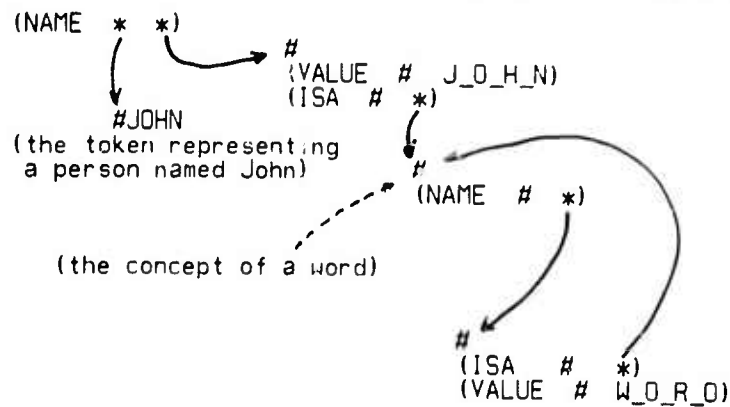 (NAME * *)
#
(VALUE # J_O_H_N)
(ISA # *)
#JOHN
(the token representing
a person named John)
#
(NAME # *)
(the concept of a word)
#
(ISA # *)
(VALUE # W_O_R_D)